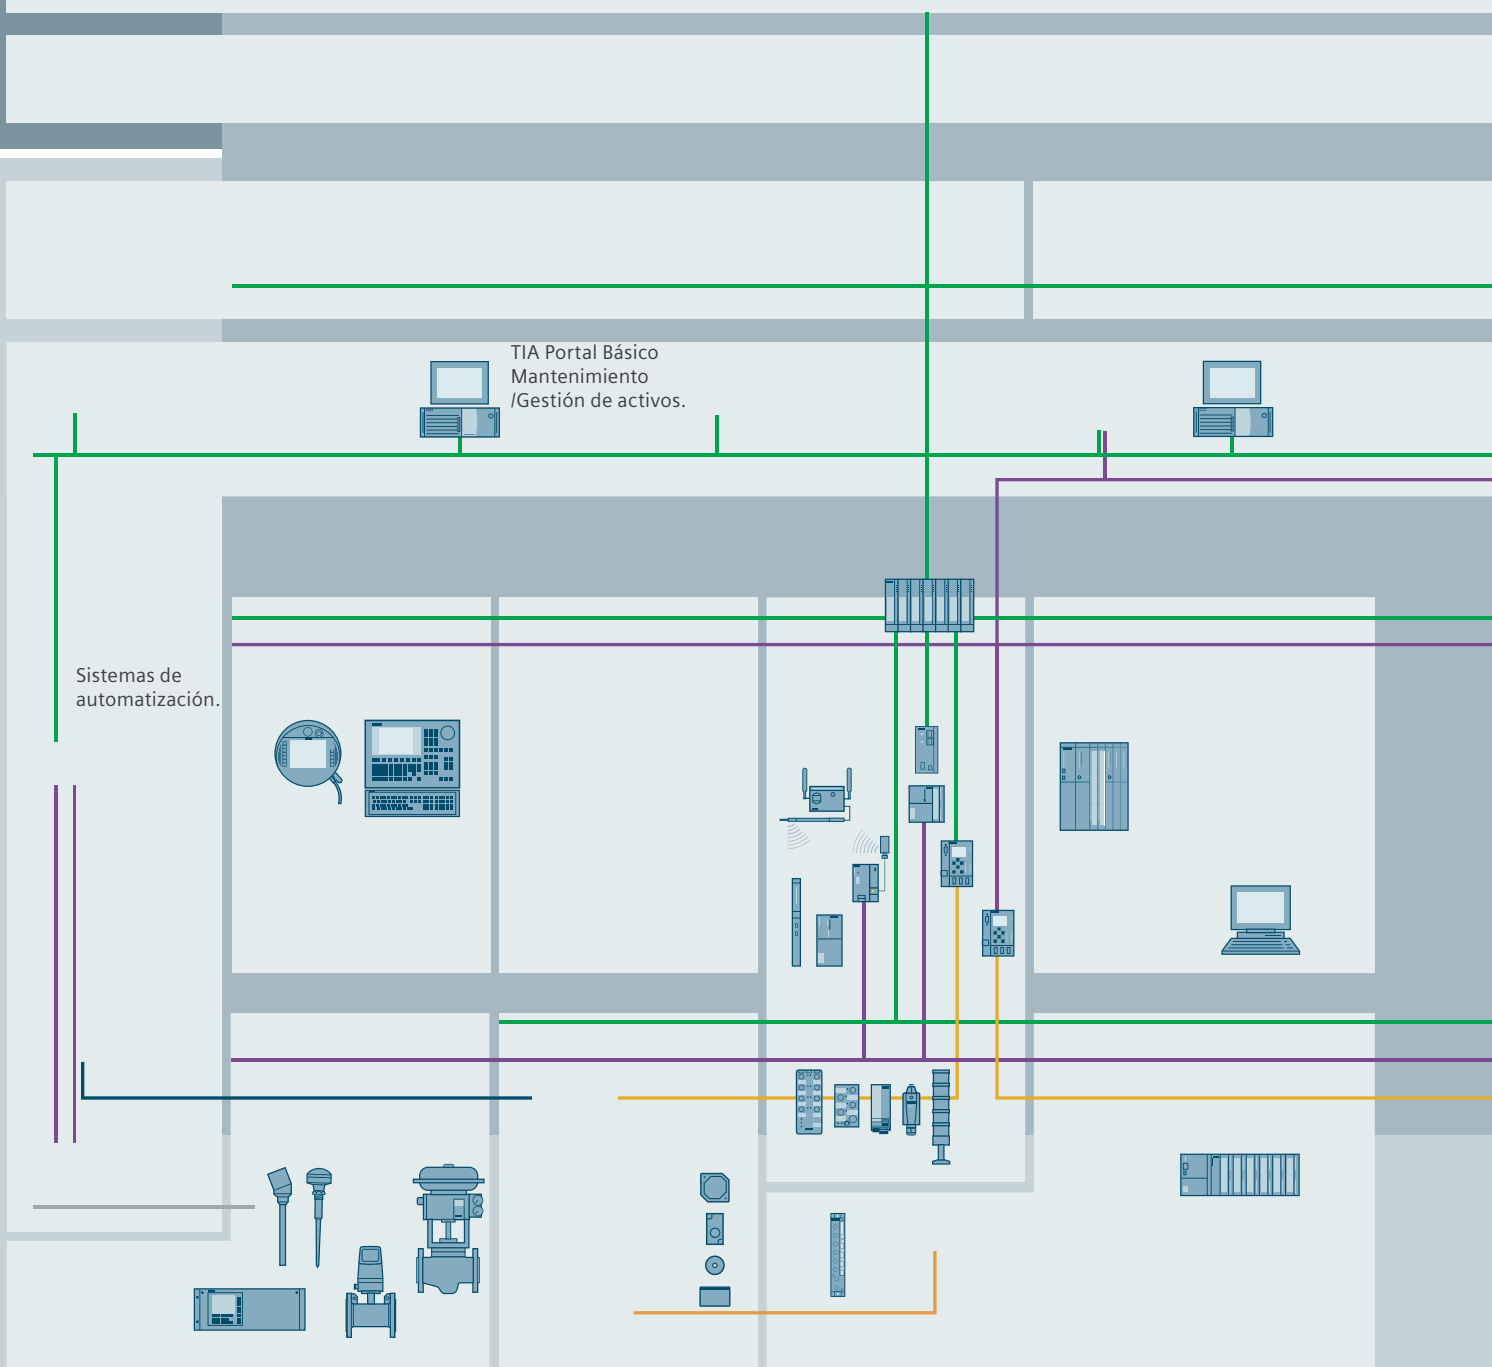 TIA Portal Básico
Mantenimiento
/Gestión de activos.
Sistemas de
automatización.